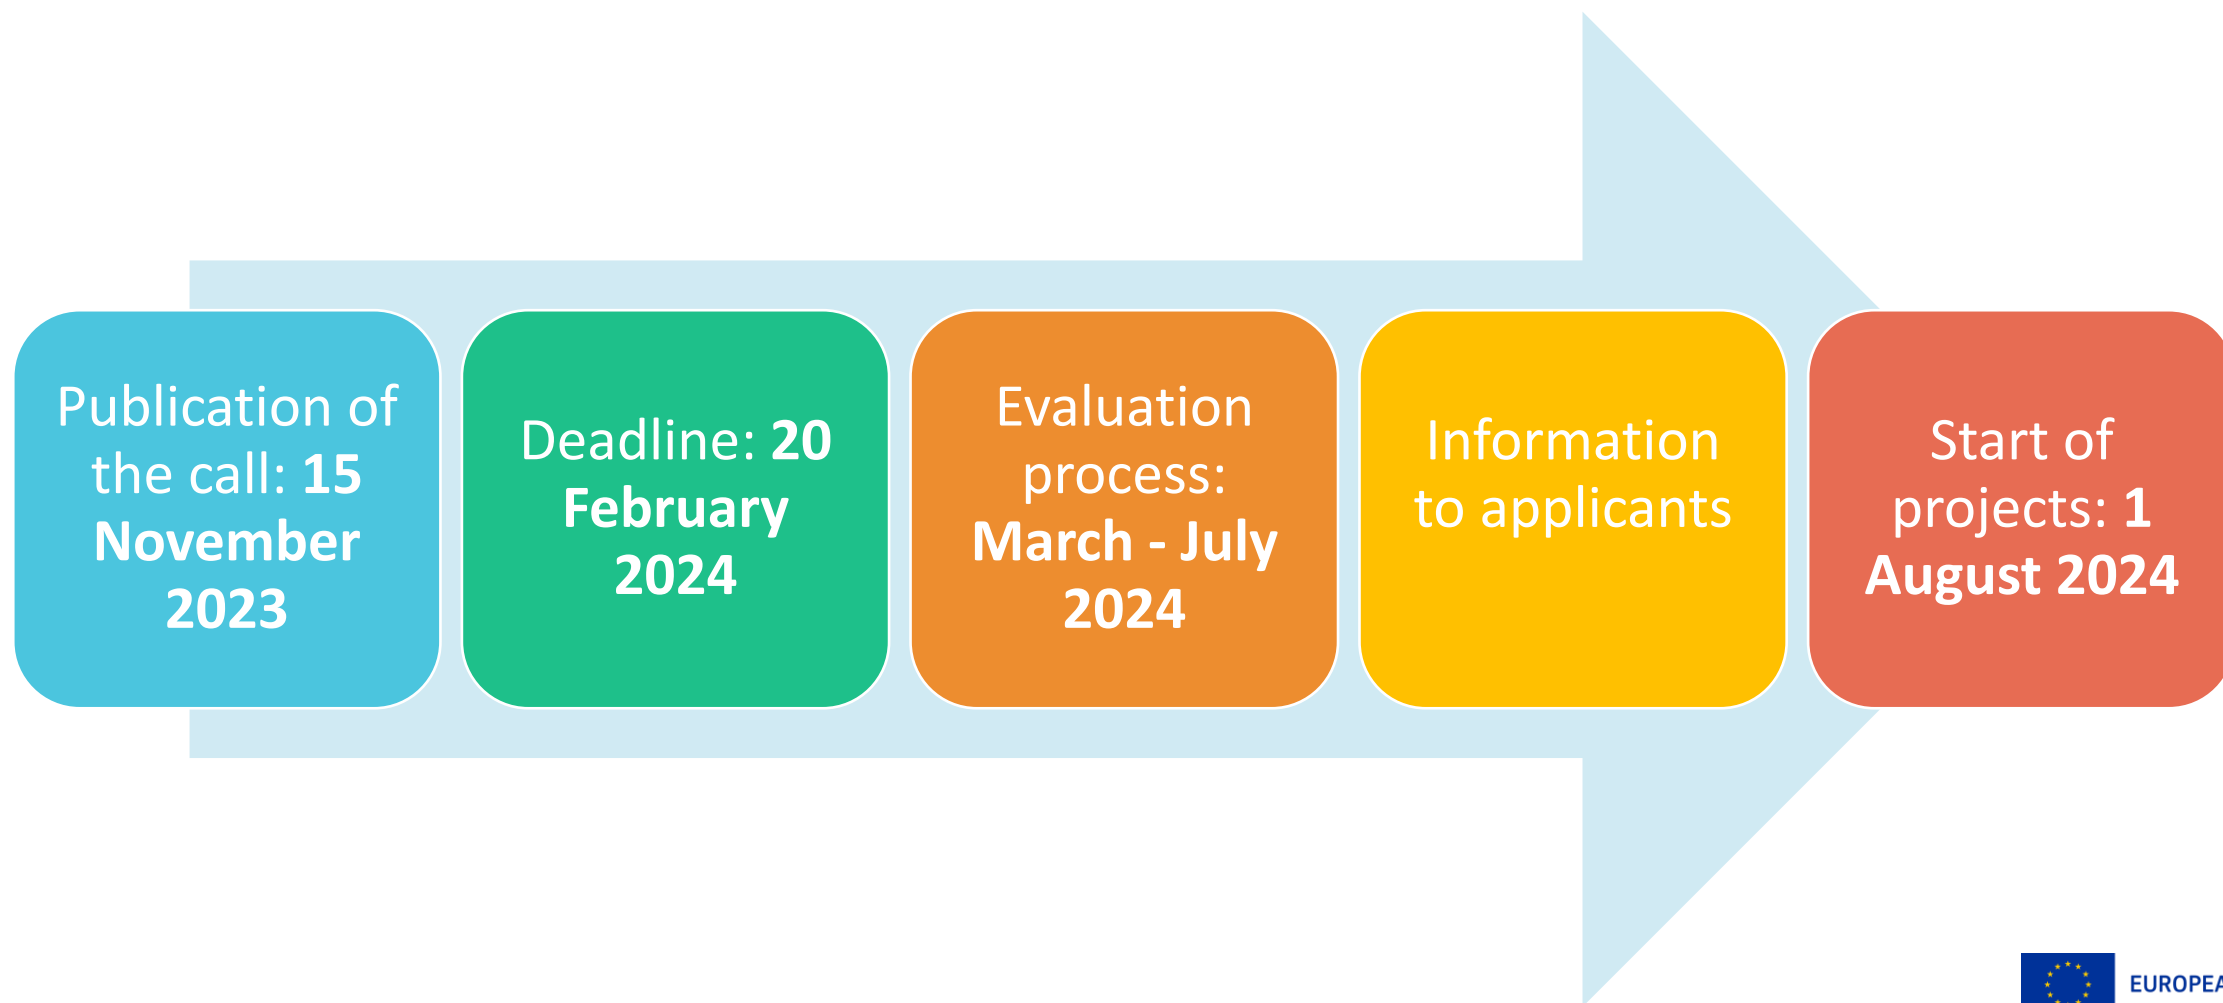 Publication of
the call: 15
November
2023
Deadline: 20
February
2024
Evaluation
process:
March - July
2024
Information
to applicants
Start of
projects: 1
August 2024
EUROPEA